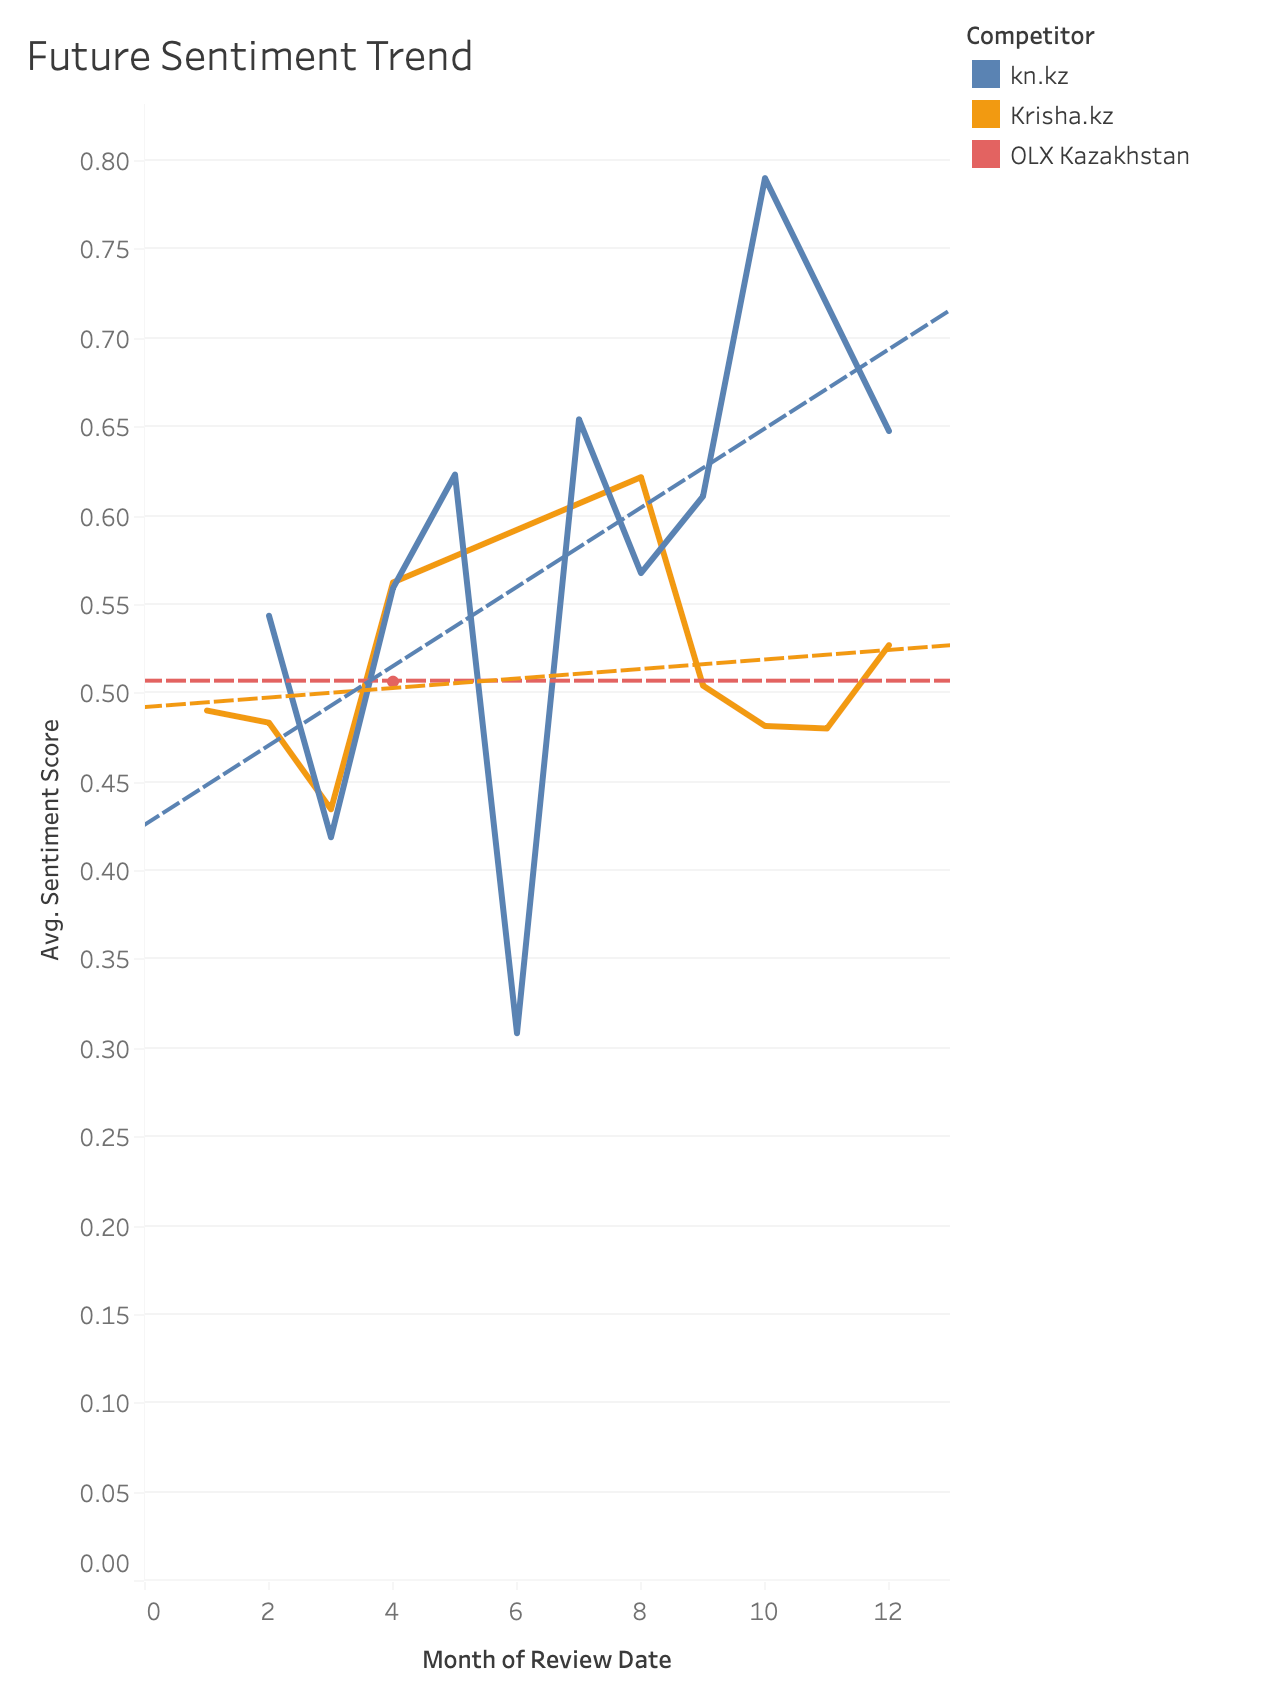 Future Sentiment Trend
Competitor
kn.kz
Krisha.kz
OLX Kazakhstan
0.80
0.75
0.70
0.65
0.60
0.55
0.50
0.45
0.40
0.35
0.30
0.25
0.20
0.15
0.10
0.05
0.00
Avg. Sentiment Score
0 2 4 6 8 10 12
Month of Review Date